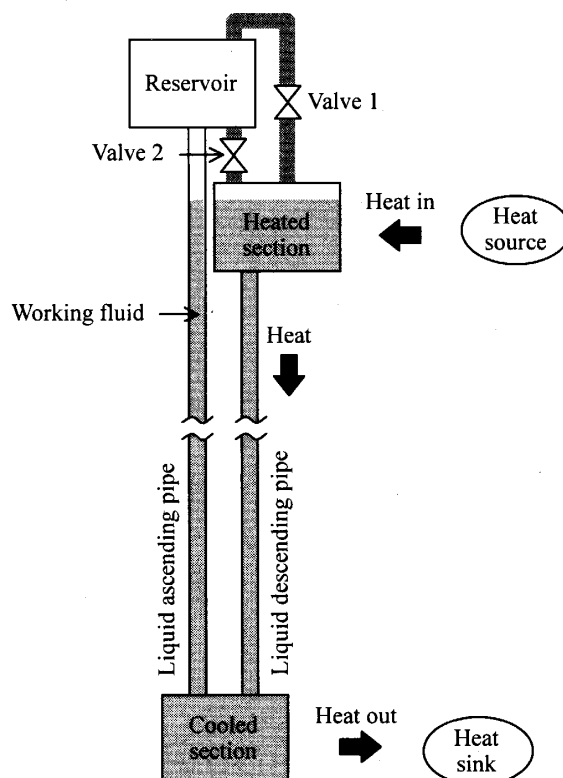 Reservoir
Valve 1
Valve 2
Heat in
Heat
source
Heated
section
Working fluid
Heat
Liquid ascending pipe
Liquid descending pipe
Cooled
section
Heat out
Heat
sink